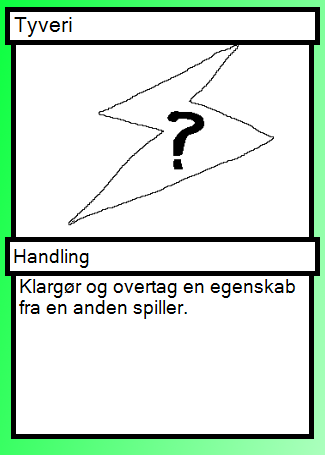 Tyveri
?
Handling
Klargør og overtag en egenskab
fra en anden spiller.